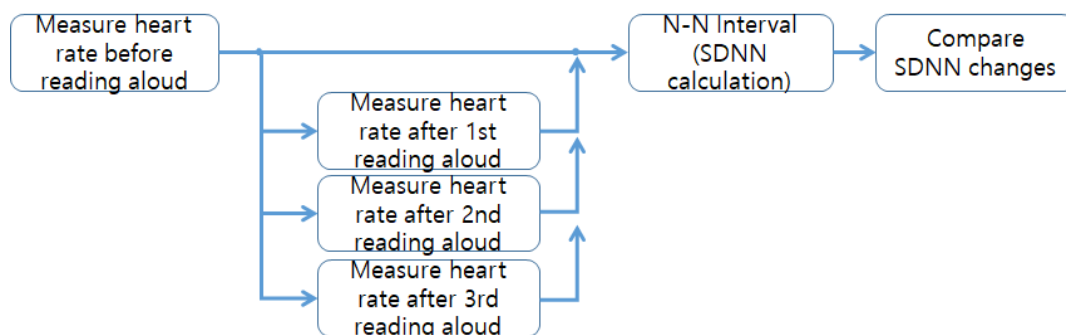 Measure heart
rate before
reading aloud
N-N Interval
(SDNN
calculation)
Compare
SDNN changes
Measure heart
rate after 1st
reading aloud
Measure heart
rate after 2nd
reading aloud
Measure heart
rate after 3rd
reading aloud